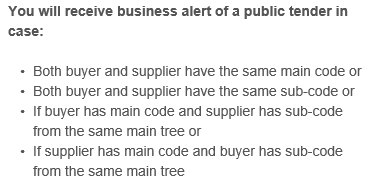 You will receive business alert of a public tender in
case:
• Both buyer and supplier have the same main code or
• Both buyer and supplier have the same sub-code or
• If buyer has main code and supplier has sub-code
from the same main tree or
• If supplier has main code and buyer has sub-code
from the same main tree